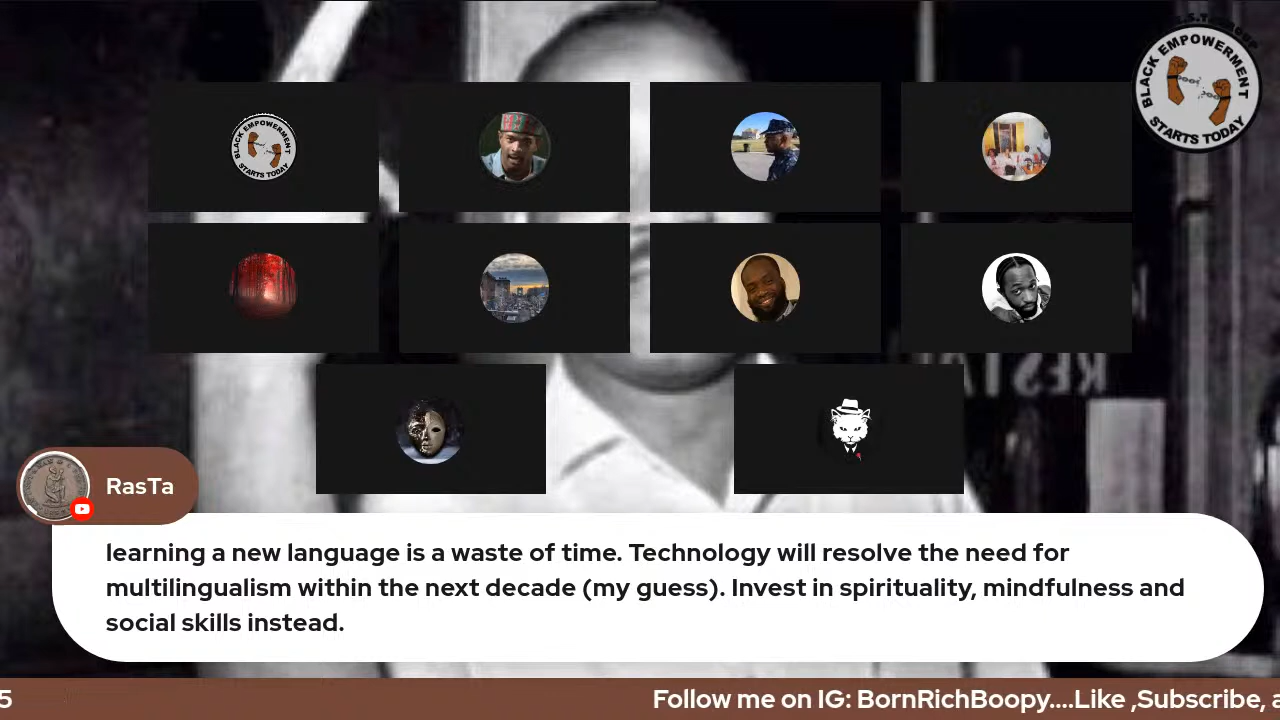 BLACK EMPOWERMENT
STARTS TODAY
BLACK EMPOWERMENT
STARTS TODAY
RasTa
learning a new language is a waste of time. Technology will resolve the need for
multilingualism within the next decade (my guess). Invest in spirituality, mindfulness and
social skills instead.
5 Follow me on IG: BornRichBoopy....Like ,Subscribe, a